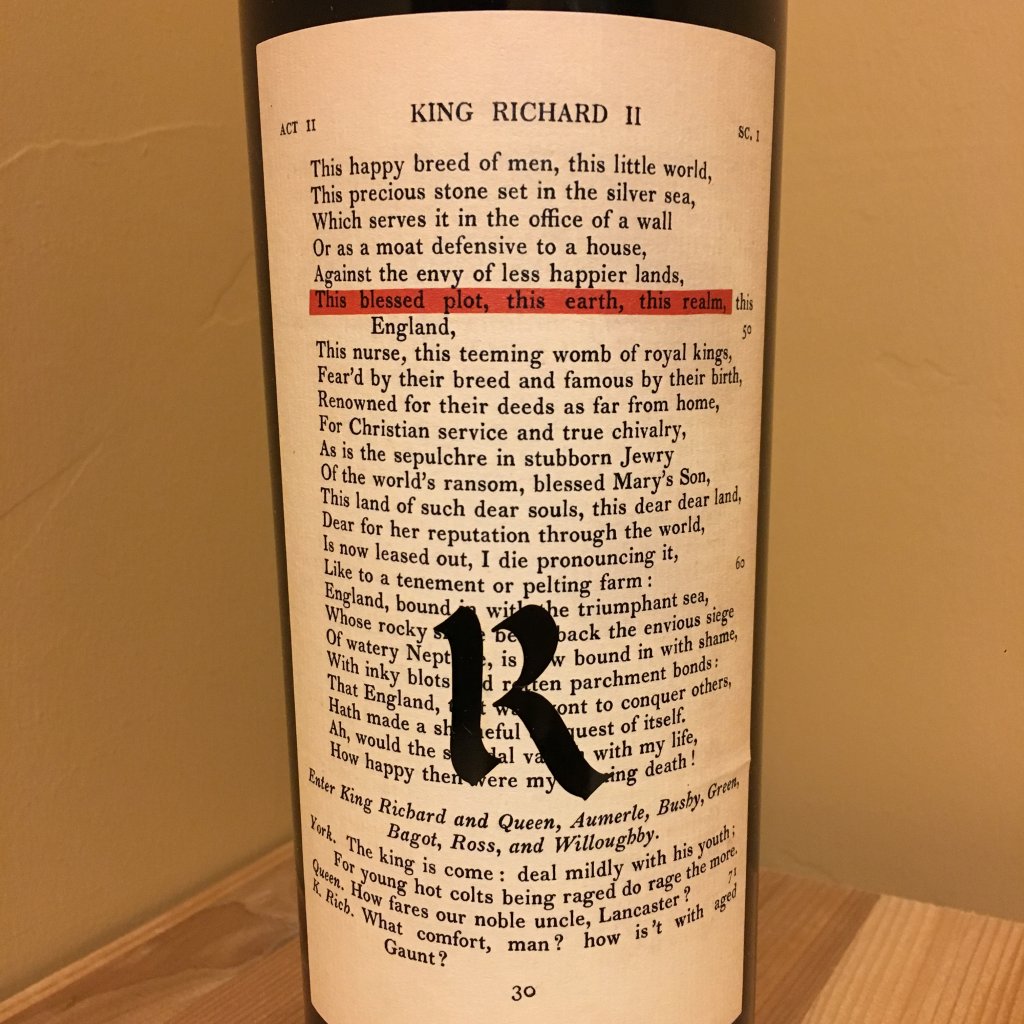 KING RICHARD II
ACT II SC. I
This happy breed of men, this little world,
This precious stone set in the silver sea,
Which serves it in the office of a wall
Or as a moat defensive to a house,
Against the envy of less happier lands,
This blessed plot, this earth, this realm, this
England, 50
This nurse, this teeming womb of royal kings,
Fear'd by their breed and famous by their birth,
Renowned for their deeds as far from home,
For Christian service and true chivalry,
As is the sepulchre in stubborn Jewry
Of the world's ransom, blessed Mary's Son,
This land of such dear souls, this dear dear land,
Dear for her reputation through the world,
Is now leased out, I die pronouncing it, 60
Like to a tenement or pelting farm:
England, bound in with the triumphant sea,
Whose rocky back the envious siege
Of watery is bound in with shame,
With inky blots parchment bonds:
That England, wont to conquer others,
Hath made a of itself.
Ah, would the with my life,
How happy then were my death!
Enter King Richard and Queen, Aumerle, Bushy, Green,
Bagot, Ross, and Willoughby.
York. The king is come: deal mildly with his youth;
For young hot colts being raged do rage the more.
Queen. How fares our noble uncle, Lancaster? 71
K. Rich. What comfort, man? how is't with aged
Gaunt?
R
30